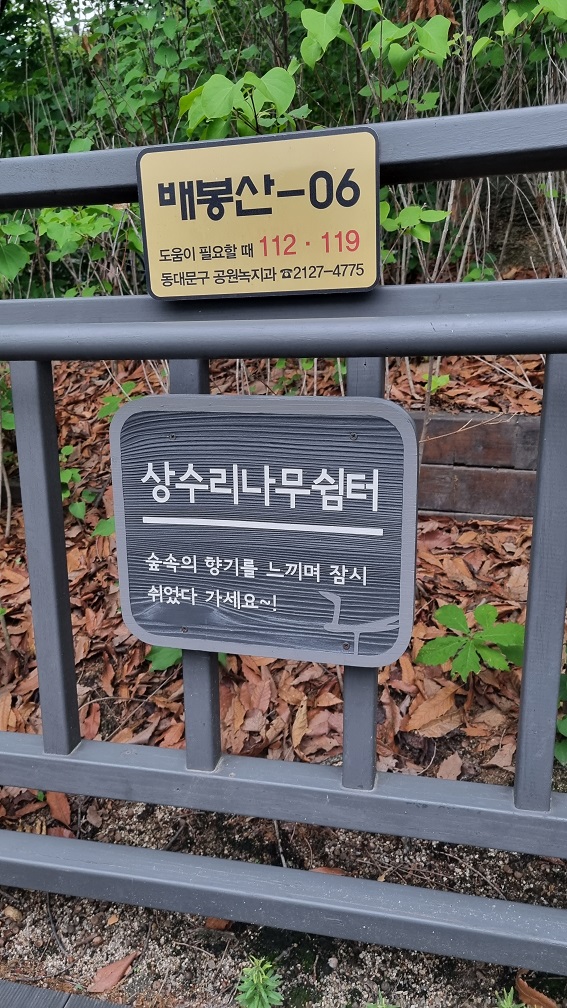 배봉산-06
도움이 필요할 때 112 · 119
동대문구 공원녹지과 ☎2127-4775
상수리나무쉼터
숲속의 향기를 느끼며 잠시
쉬었다 가세요~!